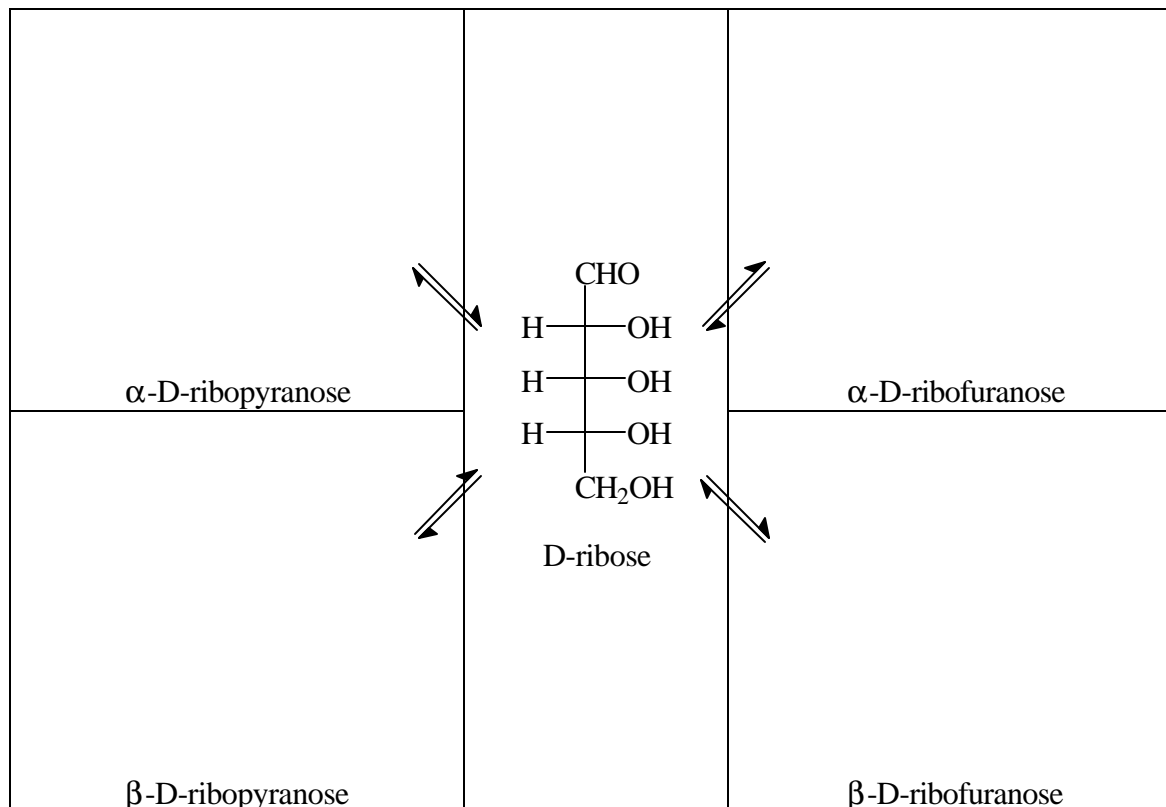 CHO
H OH
H OH
α-D-ribopyranose
α-D-ribofuranose
H OH
CH₂OH
D-ribose
β-D-ribopyranose
β-D-ribofuranose